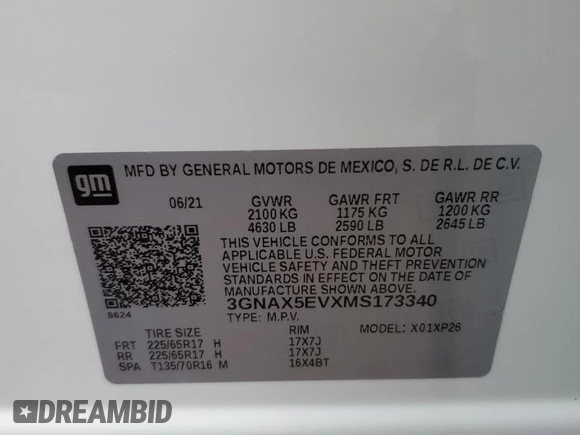 gm
MFD BY GENERAL MOTORS DE MEXICO, S. DE R.L. DE C.V.
06/21 GVWR GAWR FRT GAWR RR
2100 KG 1175 KG 1200 KG
4630 LB 2590 LB 2645 LB
THIS VEHICLE CONFORMS TO ALL
APPLICABLE U.S. FEDERAL MOTOR
VEHICLE SAFETY AND THEFT PREVENTION
STANDARDS IN EFFECT ON THE DATE OF
MANUFACTURE SHOWN ABOVE.
3GNAX5EVXMS173340
8624
TYPE: M.P.V. MODEL: X01XP26
TIRE SIZE RIM
FRT 225/65R17 H 17X7J
RR 225/65R17 H 17X7J
SPA T135/70R16 M 16X4BT
DREAMBID